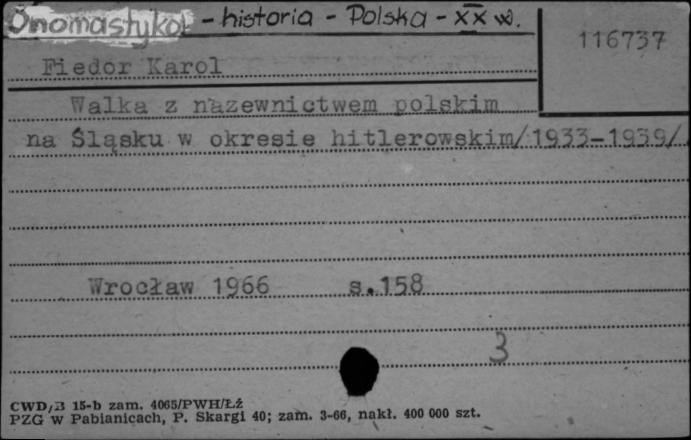 Onomastyka - historia - Polska - XX w.
116737
Fiedor Karol
Walka z nazewnictwem polskim
na Śląsku w okresie hitlerowskim/1933-1939/.
Wrocław 1966 s.158
3
CWD/B 15-b zam. 4065/PWH/Łź
PZG w Pabianicach, P. Skargi 40; zam. 3-66, nakł. 400 000 szt.